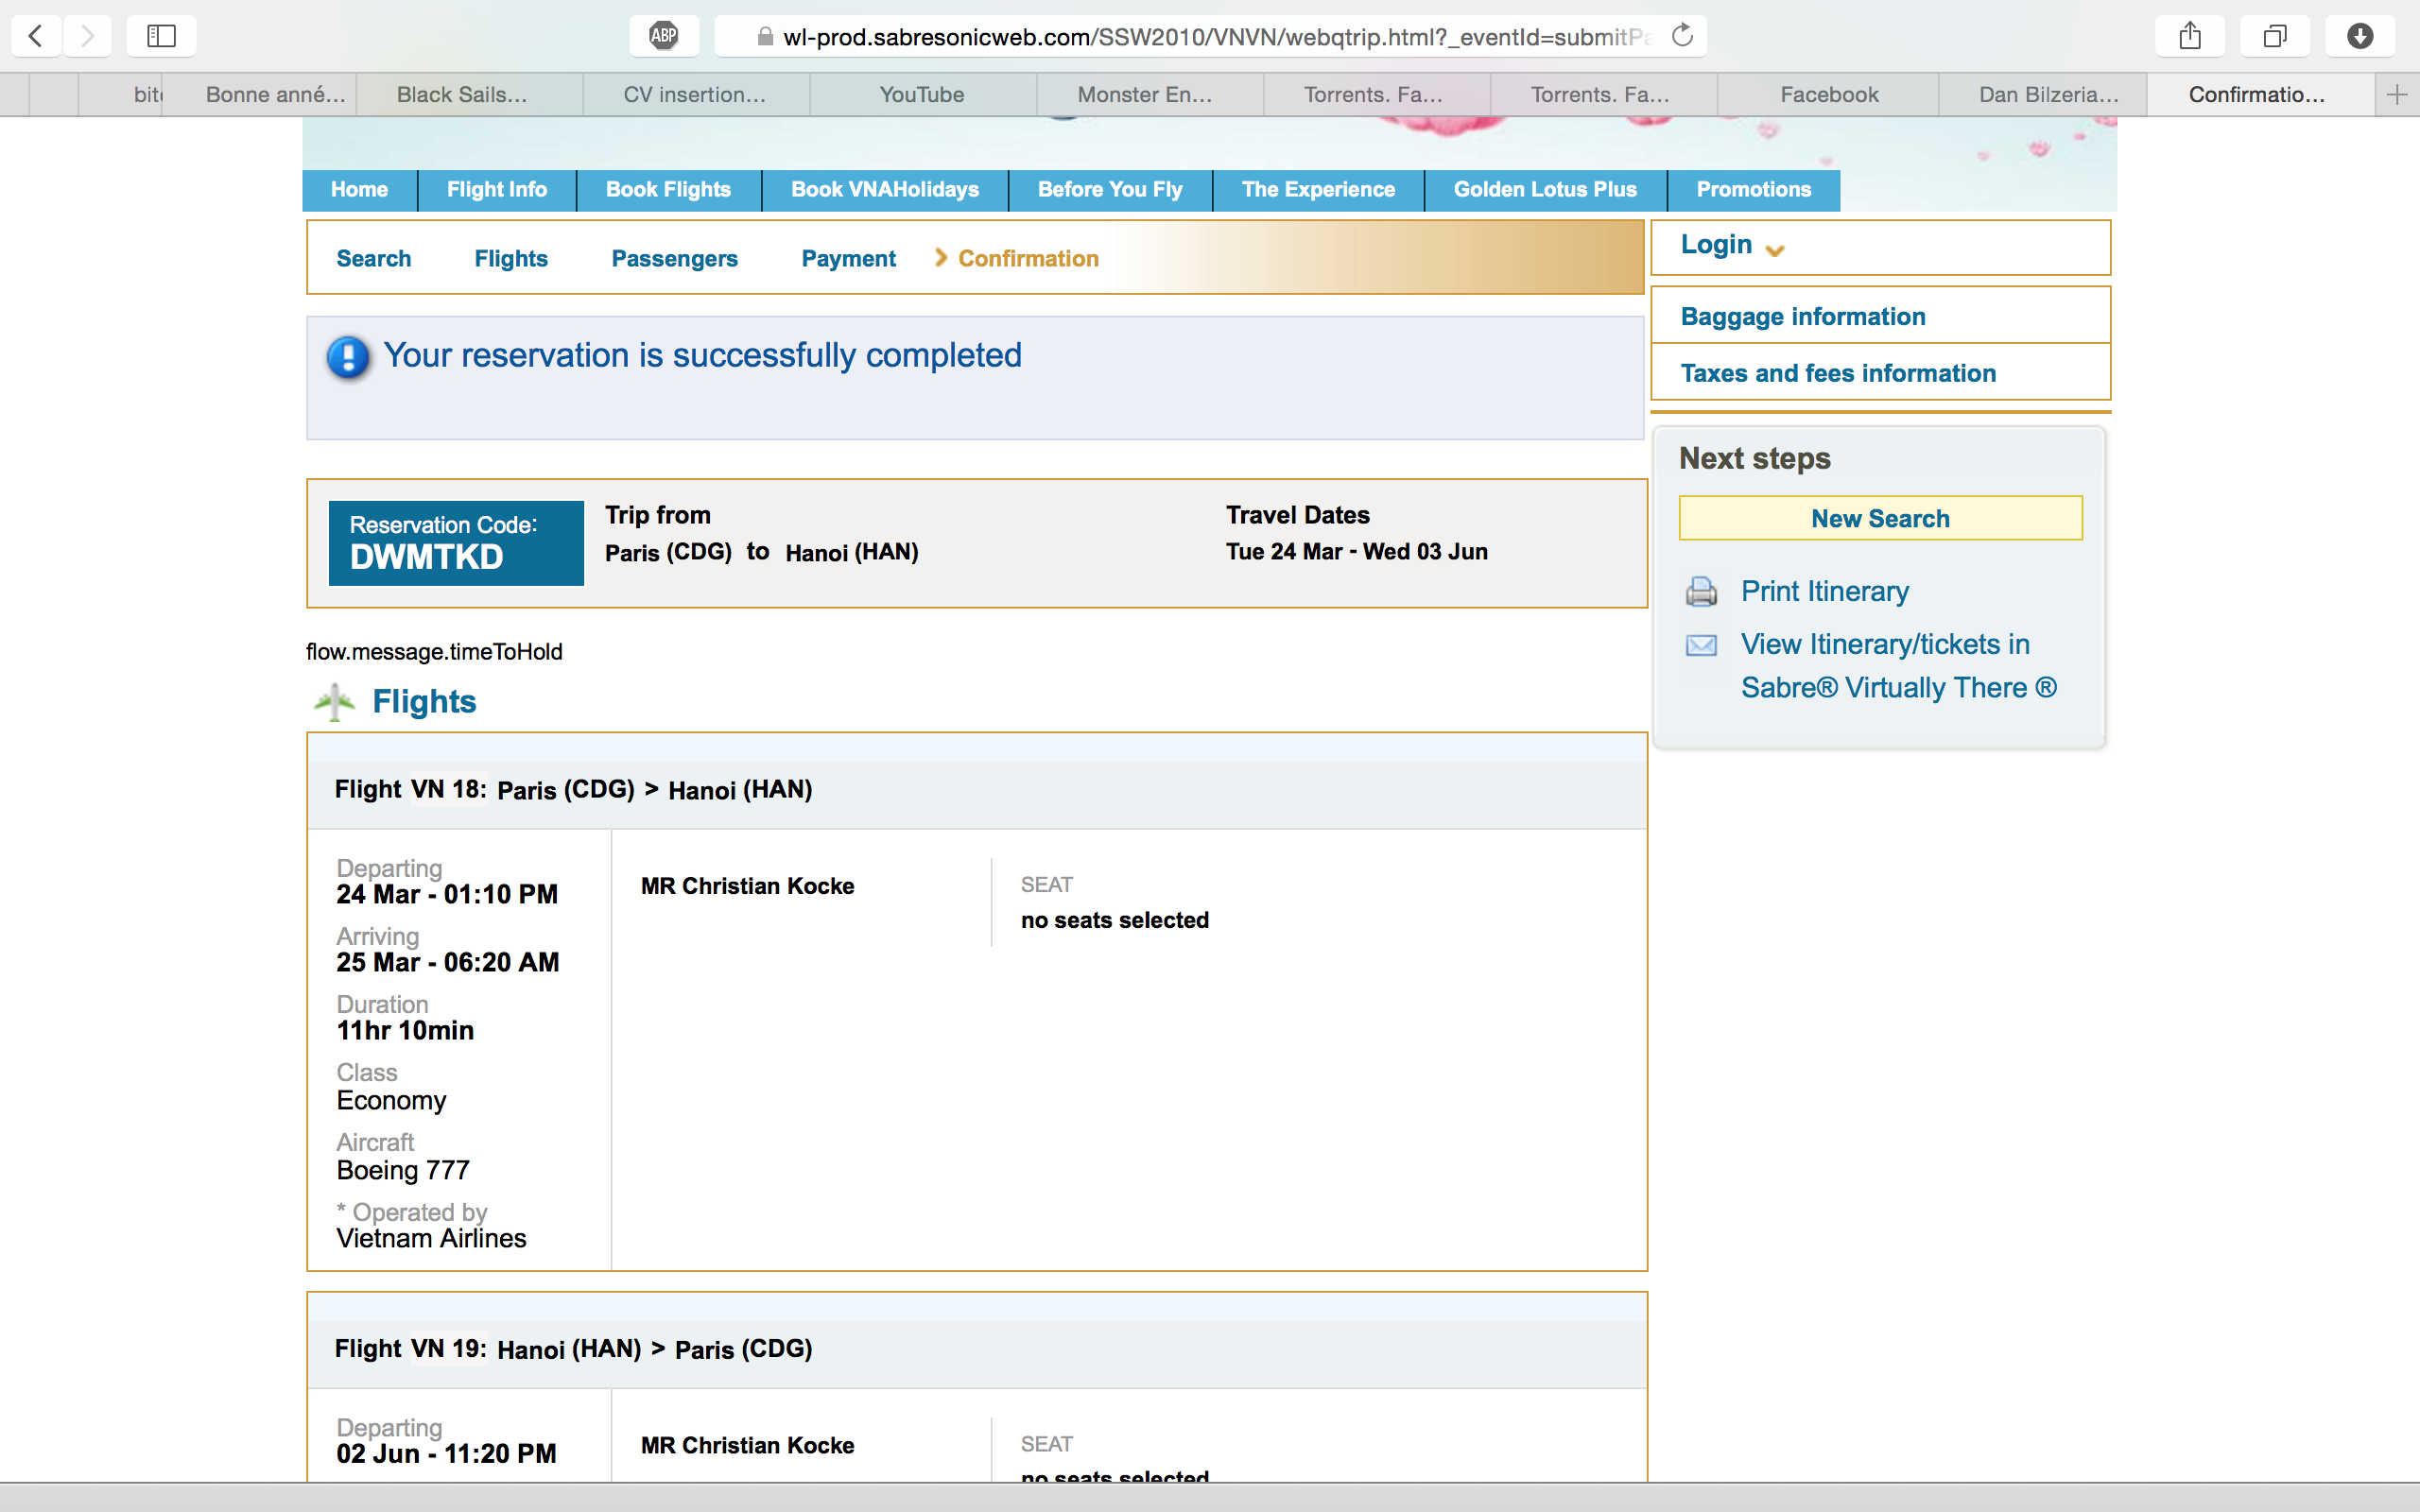 ABP
wl-prod.sabresonicweb.com/SSW2010/VNVN/webqtrip.html?_eventId=submitPa
Bonne anné... Black Sails... CV insertion... YouTube Monster En... Torrents. Fa... Torrents. Fa... Facebook Dan Bilzeria... Confirmatio...
Home Flight Info Book Flights Book VNAHolidays Before You Fly The Experience Golden Lotus Plus Promotions
Search Flights Passengers Payment Confirmation
Login
Baggage information
Taxes and fees information
Your reservation is successfully completed
Next steps
New Search
Print Itinerary
View Itinerary/tickets in
Sabre® Virtually There ®
Reservation Code:
DWMTKD
Trip from
Paris (CDG) to Hanoi (HAN)
Travel Dates
Tue 24 Mar - Wed 03 Jun
flow.message.timeToHold
Flights
Flight VN 18: Paris (CDG) > Hanoi (HAN)
Departing
24 Mar - 01:10 PM
Arriving
25 Mar - 06:20 AM
Duration
11hr 10min
Class
Economy
Aircraft
Boeing 777
* Operated by
Vietnam Airlines
MR Christian Kocke
SEAT
no seats selected
Flight VN 19: Hanoi (HAN) > Paris (CDG)
Departing
02 Jun - 11:20 PM
MR Christian Kocke
SEAT
no seats selected